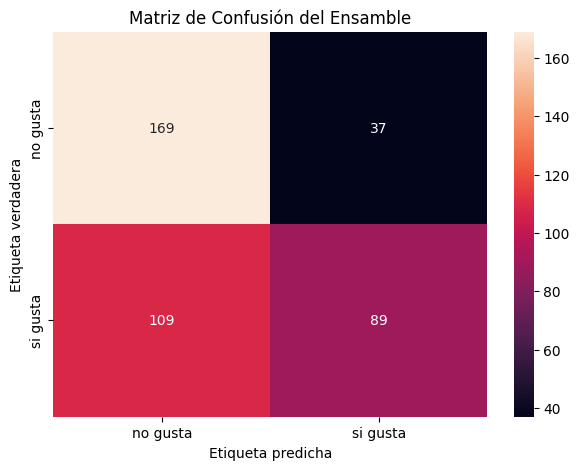 Matriz de Confusión del Ensamble
Etiqueta verdadera
no gusta
si gusta
169
37
109
89
no gusta
si gusta
Etiqueta predicha
160
140
120
100
80
60
40